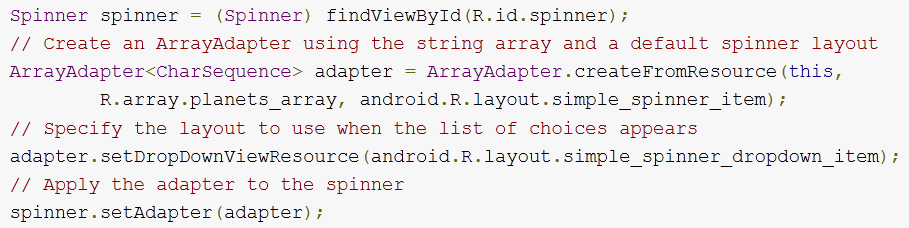 Spinner spinner = (Spinner) findViewById(R.id.spinner);
// Create an ArrayAdapter using the string array and a default spinner layout
ArrayAdapter<CharSequence> adapter = ArrayAdapter.createFromResource(this,
        R.array.planets_array, android.R.layout.simple_spinner_item);
// Specify the layout to use when the list of choices appears
adapter.setDropDownViewResource(android.R.layout.simple_spinner_dropdown_item);
// Apply the adapter to the spinner
spinner.setAdapter(adapter);